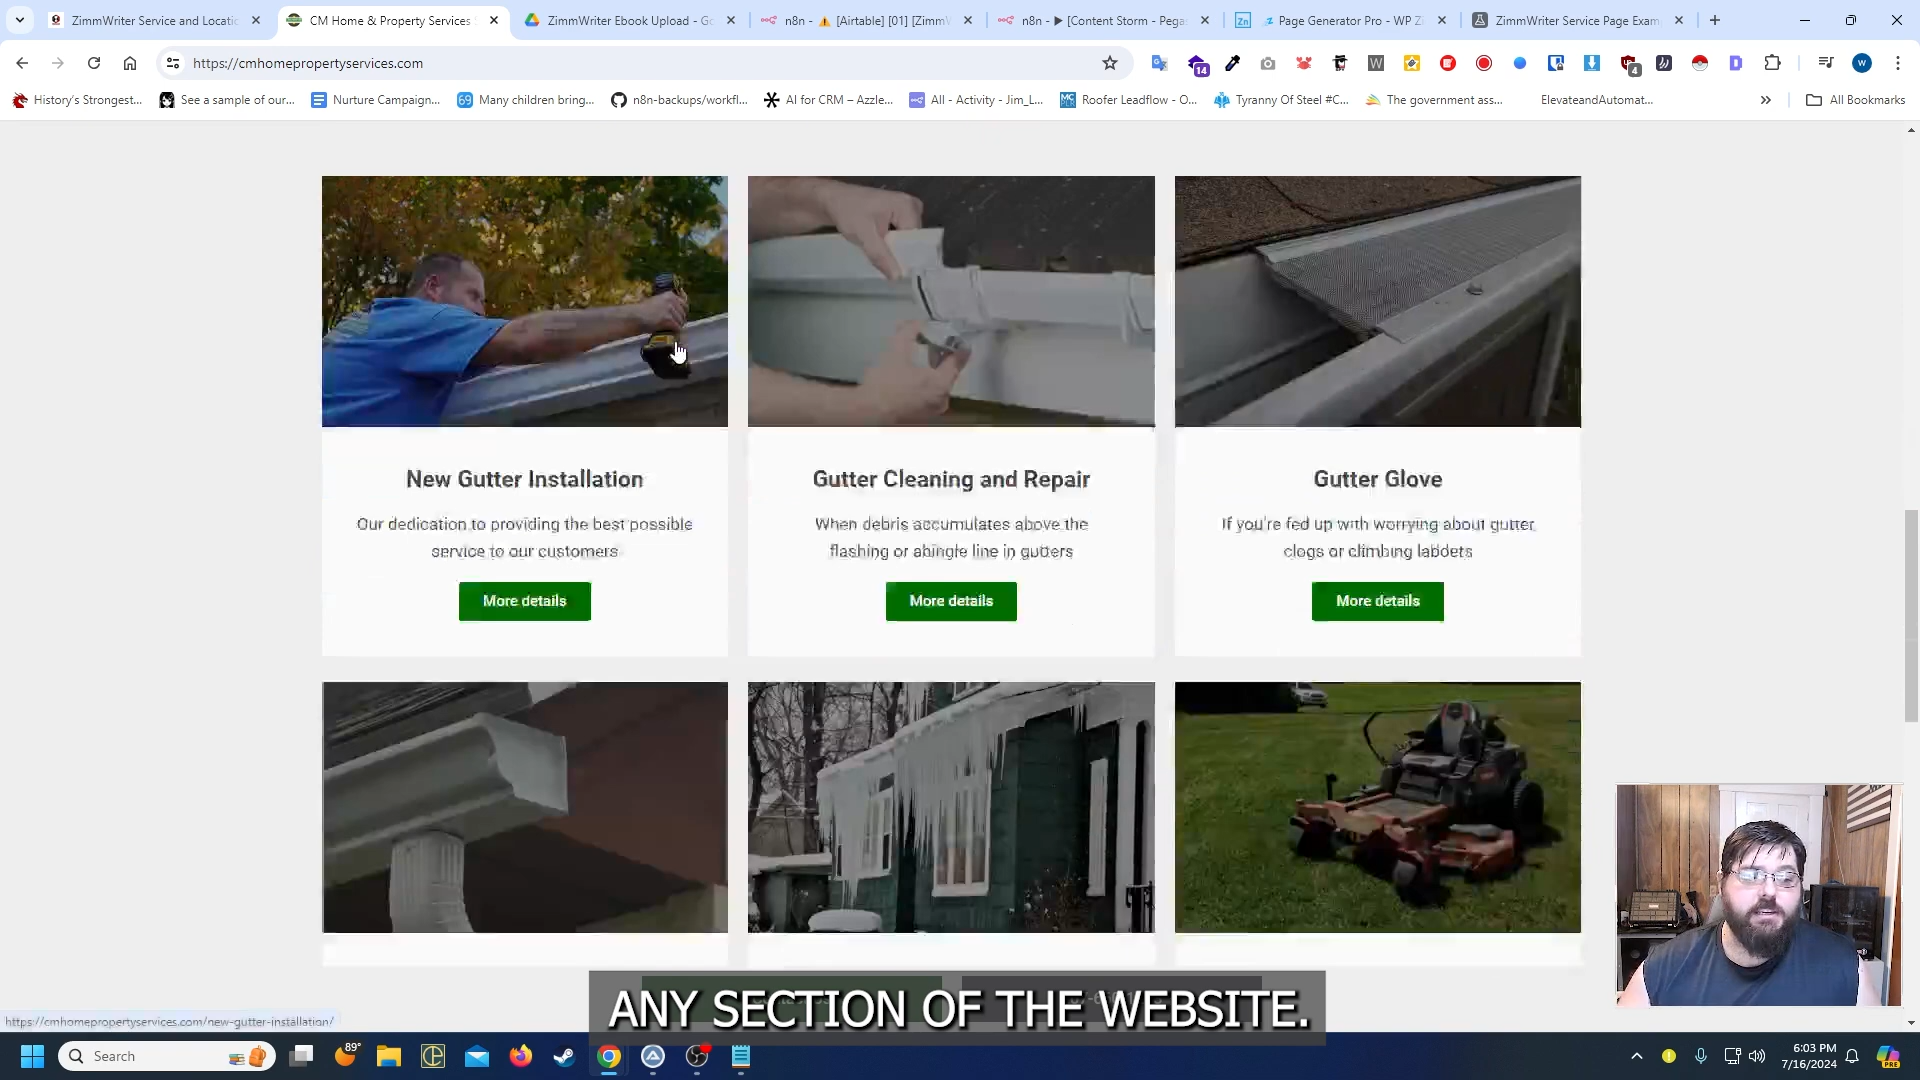 ZimmWriter Service and Locatio
CM Home & Property Services S
ZimmWriter Ebook Upload - Go
n8n - ⚠ [Airtable] [01] [ZimmW
n8n - ▶ [Content Storm - Pega
Page Generator Pro - WP Zi
ZimmWriter Service Page Exam
https://cmhomepropertyservices.com
14
4
History's Strongest...
See a sample of our...
Nurture Campaign...
Many children bring...
n8n-backups/workfl...
AI for CRM – Azzle...
All - Activity - Jim_L...
Roofer Leadflow - O...
Tyranny Of Steel #C...
The government ass...
ElevateandAutomat...
All Bookmarks
New Gutter Installation
Our dedication to providing the best possible
service to our customers
More details
Gutter Cleaning and Repair
When debris accumulates above the
flashing or shingle line in gutters
More details
Gutter Glove
If you're fed up with worrying about gutter
clogs or climbing ladders
More details
ANY SECTION OF THE WEBSITE.
https://cmhomepropertyservices.com/new-gutter-installation/
Search
89°
6:03 PM
7/16/2024